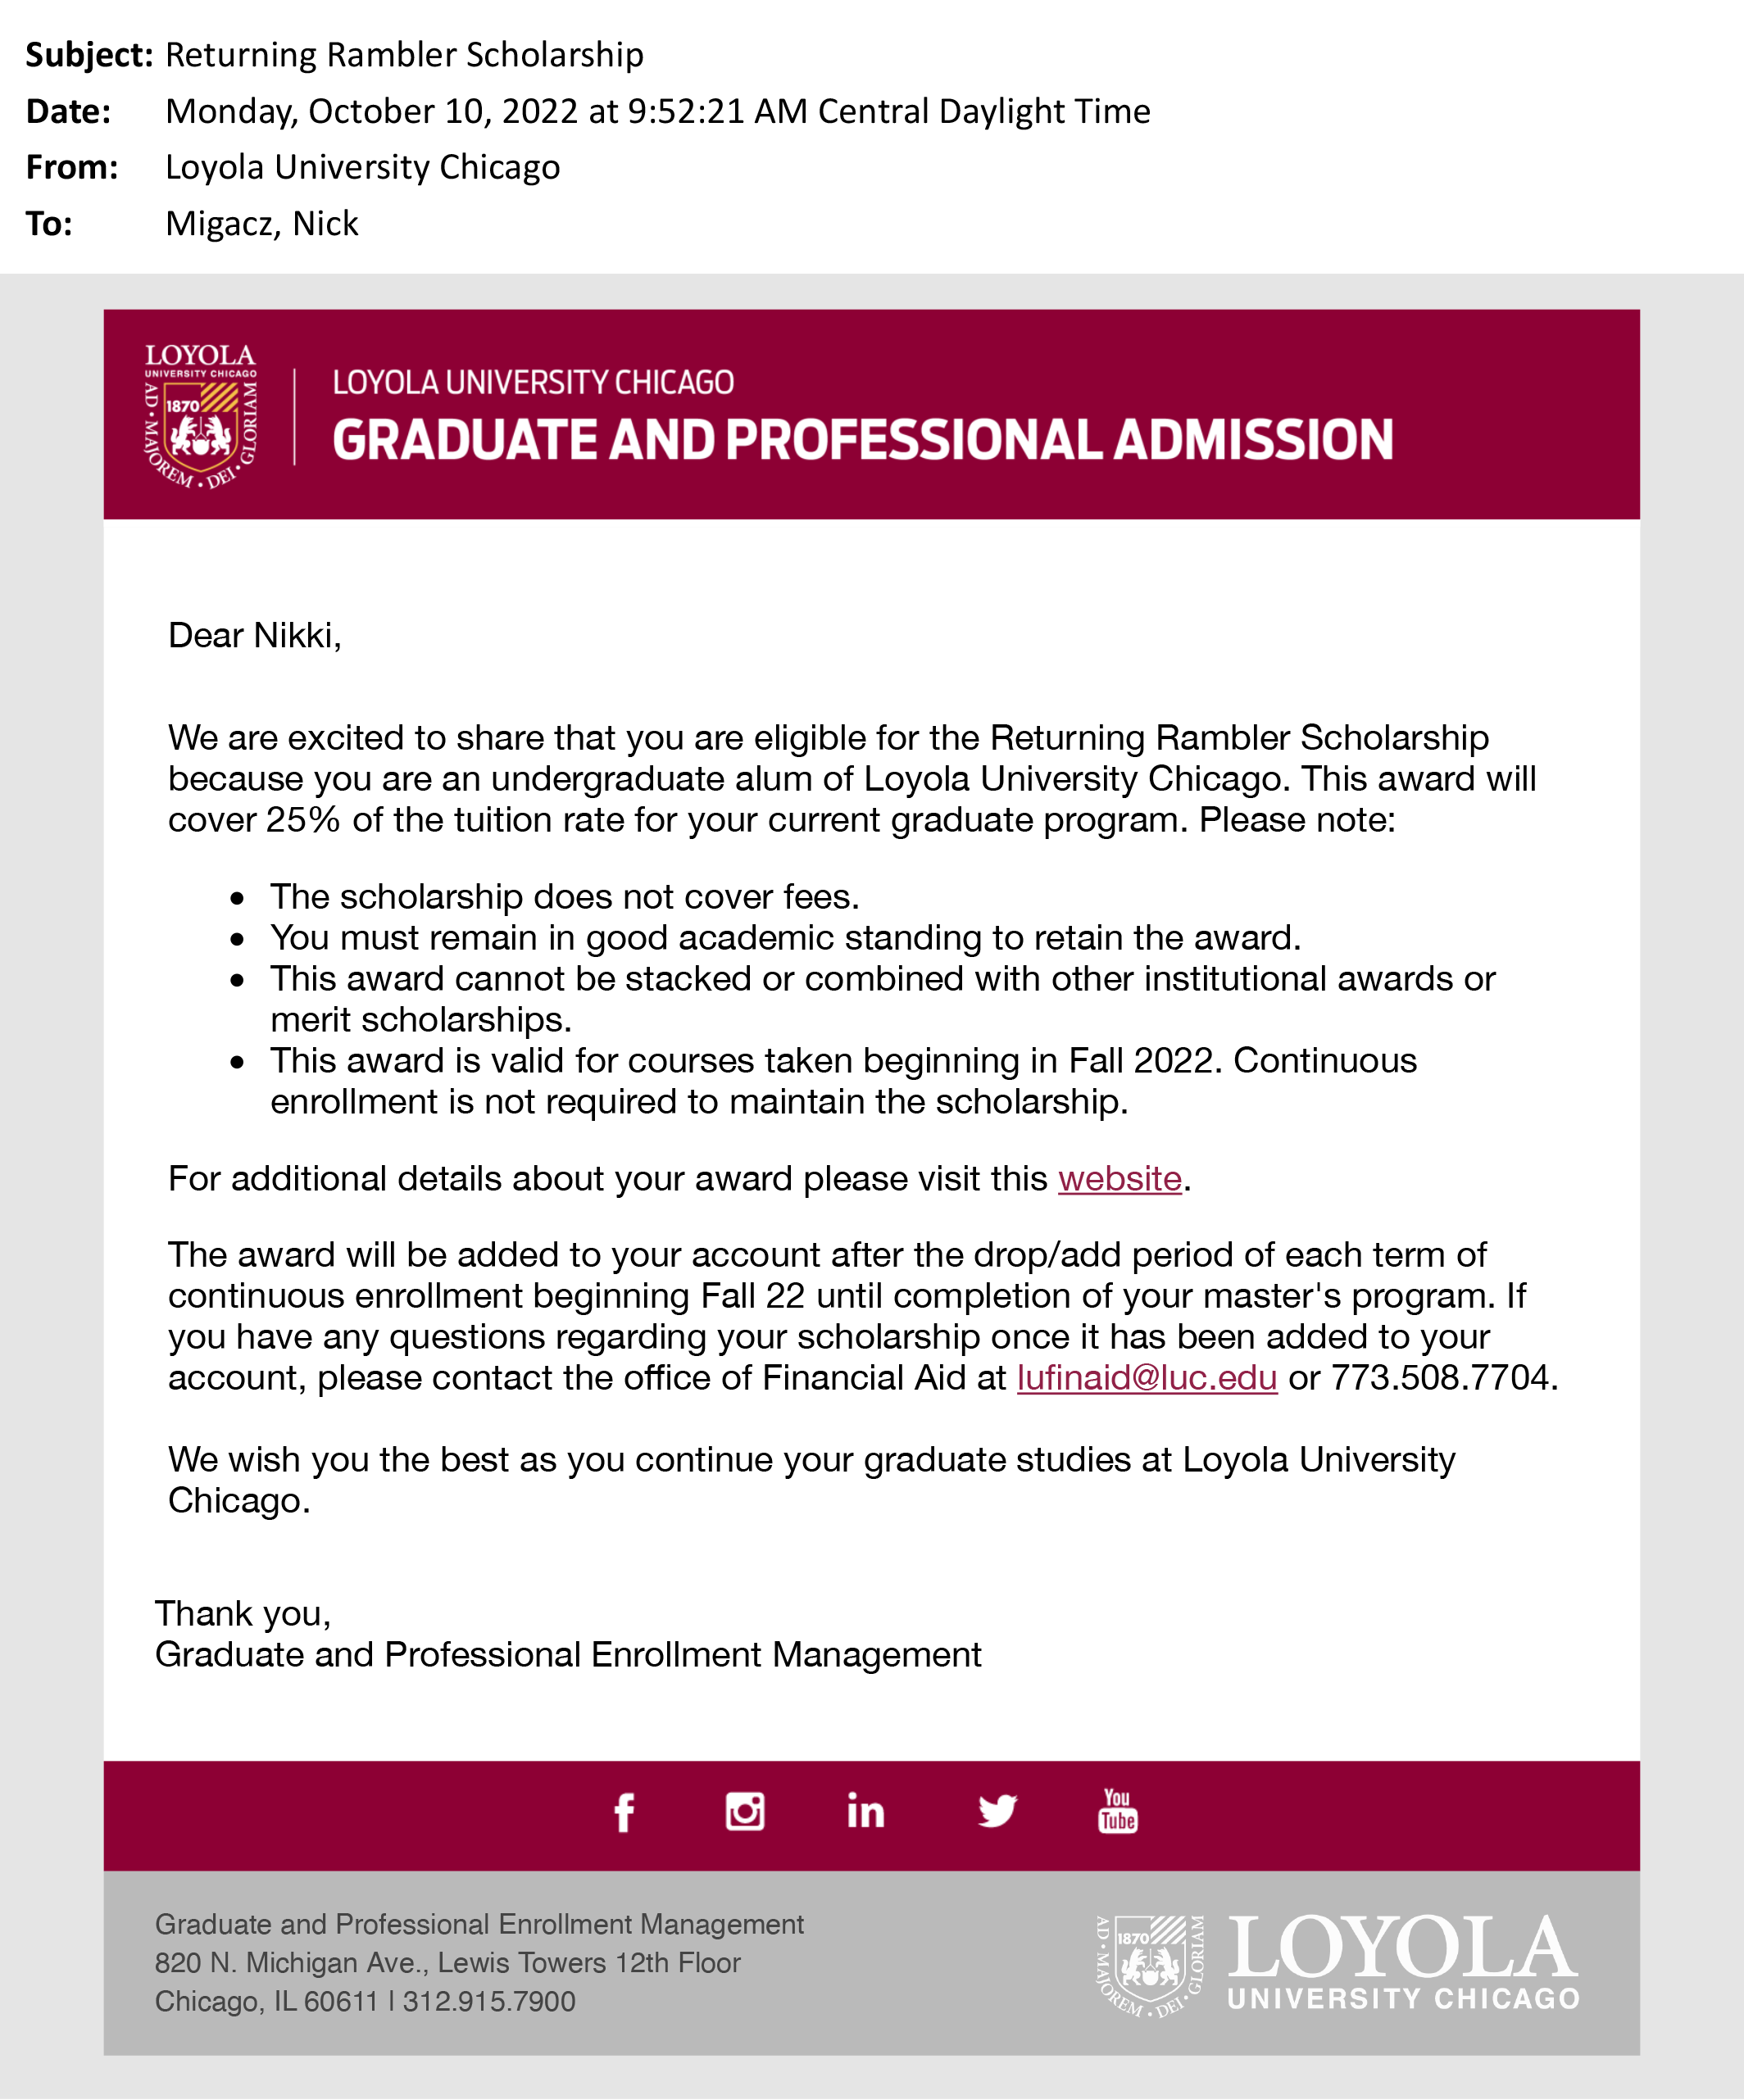 Subject: Returning Rambler Scholarship
Date: Monday, October 10, 2022 at 9:52:21 AM Central Daylight Time
From: Loyola University Chicago
To: Migacz, Nick
LOYOLA
UNIVERSITY CHICAGO
1870
AD • MAJOREM • DEI • GLORIAM
LOYOLA UNIVERSITY CHICAGO
GRADUATE AND PROFESSIONAL ADMISSION
Dear Nikki,
We are excited to share that you are eligible for the Returning Rambler Scholarship
because you are an undergraduate alum of Loyola University Chicago. This award will
cover 25% of the tuition rate for your current graduate program. Please note:
• The scholarship does not cover fees.
• You must remain in good academic standing to retain the award.
• This award cannot be stacked or combined with other institutional awards or
merit scholarships.
• This award is valid for courses taken beginning in Fall 2022. Continuous
enrollment is not required to maintain the scholarship.
For additional details about your award please visit this website.
The award will be added to your account after the drop/add period of each term of
continuous enrollment beginning Fall 22 until completion of your master's program. If
you have any questions regarding your scholarship once it has been added to your
account, please contact the office of Financial Aid at lufinaid@luc.edu or 773.508.7704.
We wish you the best as you continue your graduate studies at Loyola University
Chicago.
Thank you,
Graduate and Professional Enrollment Management
f
in
You
Tube
Graduate and Professional Enrollment Management
820 N. Michigan Ave., Lewis Towers 12th Floor
Chicago, IL 60611 | 312.915.7900
1870
AD • MAJOREM • DEI • GLORIAM
LOYOLA
UNIVERSITY CHICAGO